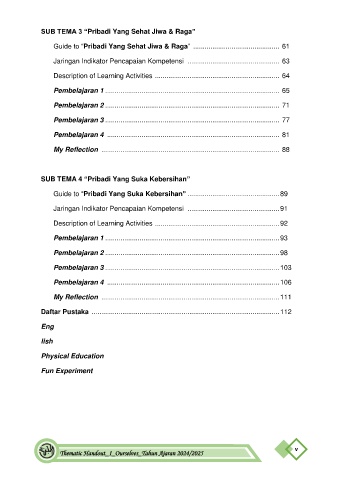 SUB TEMA 3 “Pribadi Yang Sehat Jiwa & Raga”
Guide to “Pribadi Yang Sehat Jiwa & Raga” ............................................. 61
Jaringan Indikator Pencapaian Kompetensi ................................................ 63
Description of Learning Activities ................................................................. 64
Pembelajaran 1 ........................................................................................... 65
Pembelajaran 2 ........................................................................................... 71
Pembelajaran 3 ........................................................................................... 77
Pembelajaran 4 .......................................................................................... 81
My Reflection ............................................................................................. 88
SUB TEMA 4 “Pribadi Yang Suka Kebersihan”
Guide to “Pribadi Yang Suka Kebersihan” ................................................ 89
Jaringan Indikator Pencapaian Kompetensi ................................................ 91
Description of Learning Activities ................................................................. 92
Pembelajaran 1 ........................................................................................... 93
Pembelajaran 2 ........................................................................................... 98
Pembelajaran 3 ........................................................................................... 103
Pembelajaran 4 .......................................................................................... 106
My Reflection ............................................................................................. 111
Daftar Pustaka .................................................................................................. 112
Eng
lish
Physical Education
Fun Experiment
Thematic Handout_1_Ourselves_Tahun Ajaran 2024/2025
v